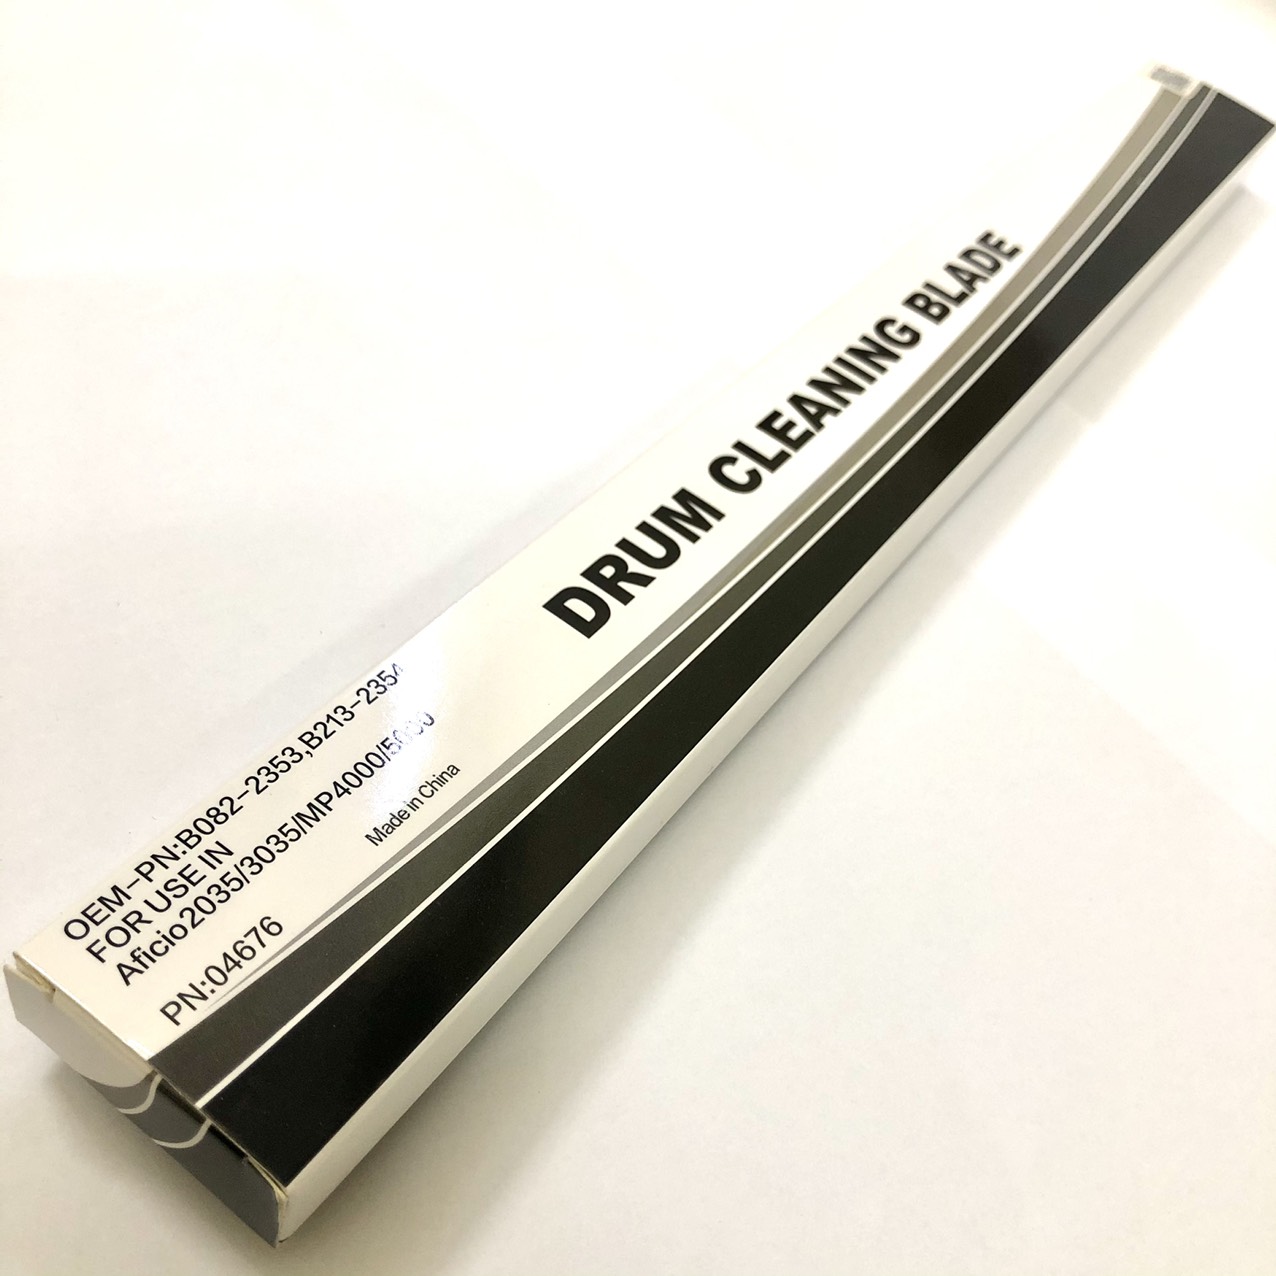 DRUM CLEANING BLADE
OEM-PN:B082-2353,B213-2354
FOR USE IN
Aficio2035/3035/MP4000/5000
Made in China
PN:04676